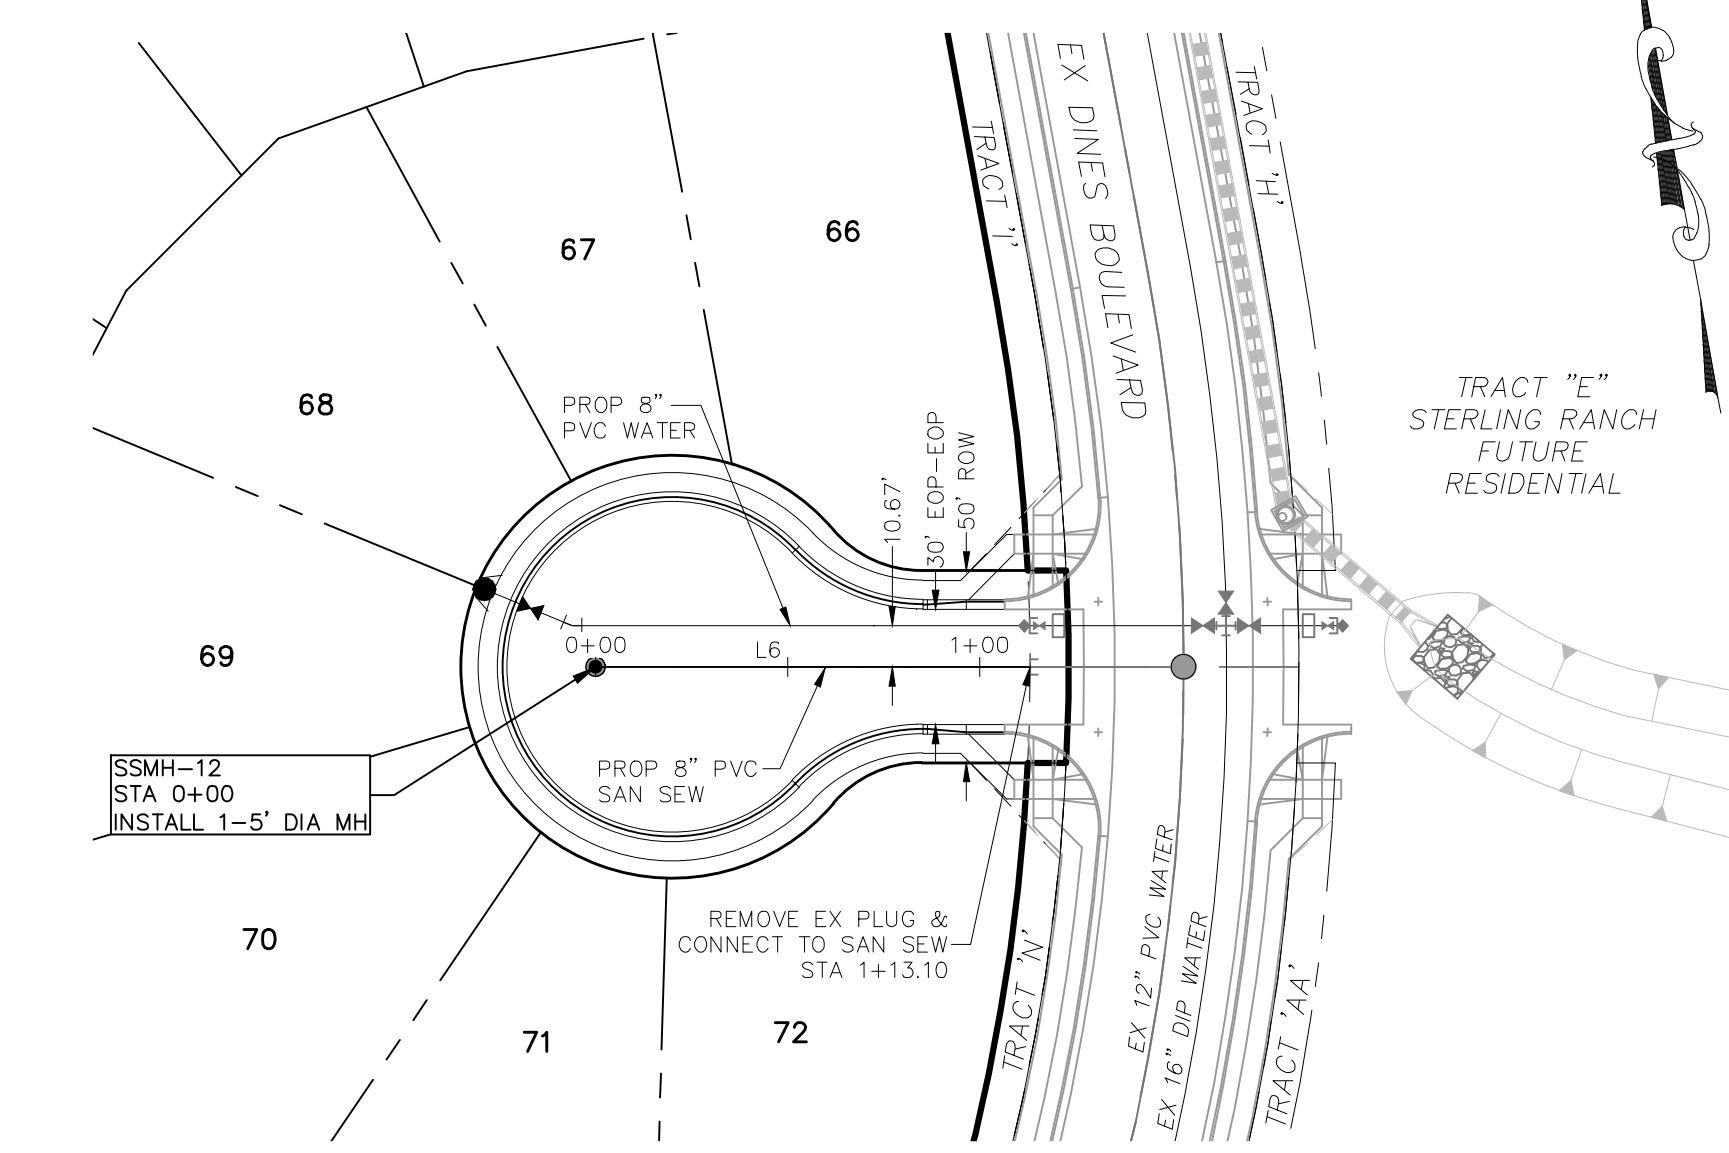 EX DINES BOULEVARD
TRACT 'H'
TRACT 'I'
66
67
68
TRACT "E"
STERLING RANCH
FUTURE
RESIDENTIAL
PROP 8"
PVC WATER
10.67'
30' EOP-EOP
50' ROW
0+00
L6
1+00
69
SSMH-12
STA 0+00
INSTALL 1-5' DIA MH
PROP 8" PVC
SAN SEW
REMOVE EX PLUG &
CONNECT TO SAN SEW
STA 1+13.10
70
71
72
TRACT 'N'
EX 12" PVC WATER
EX 16" DIP WATER
TRACT 'AA'